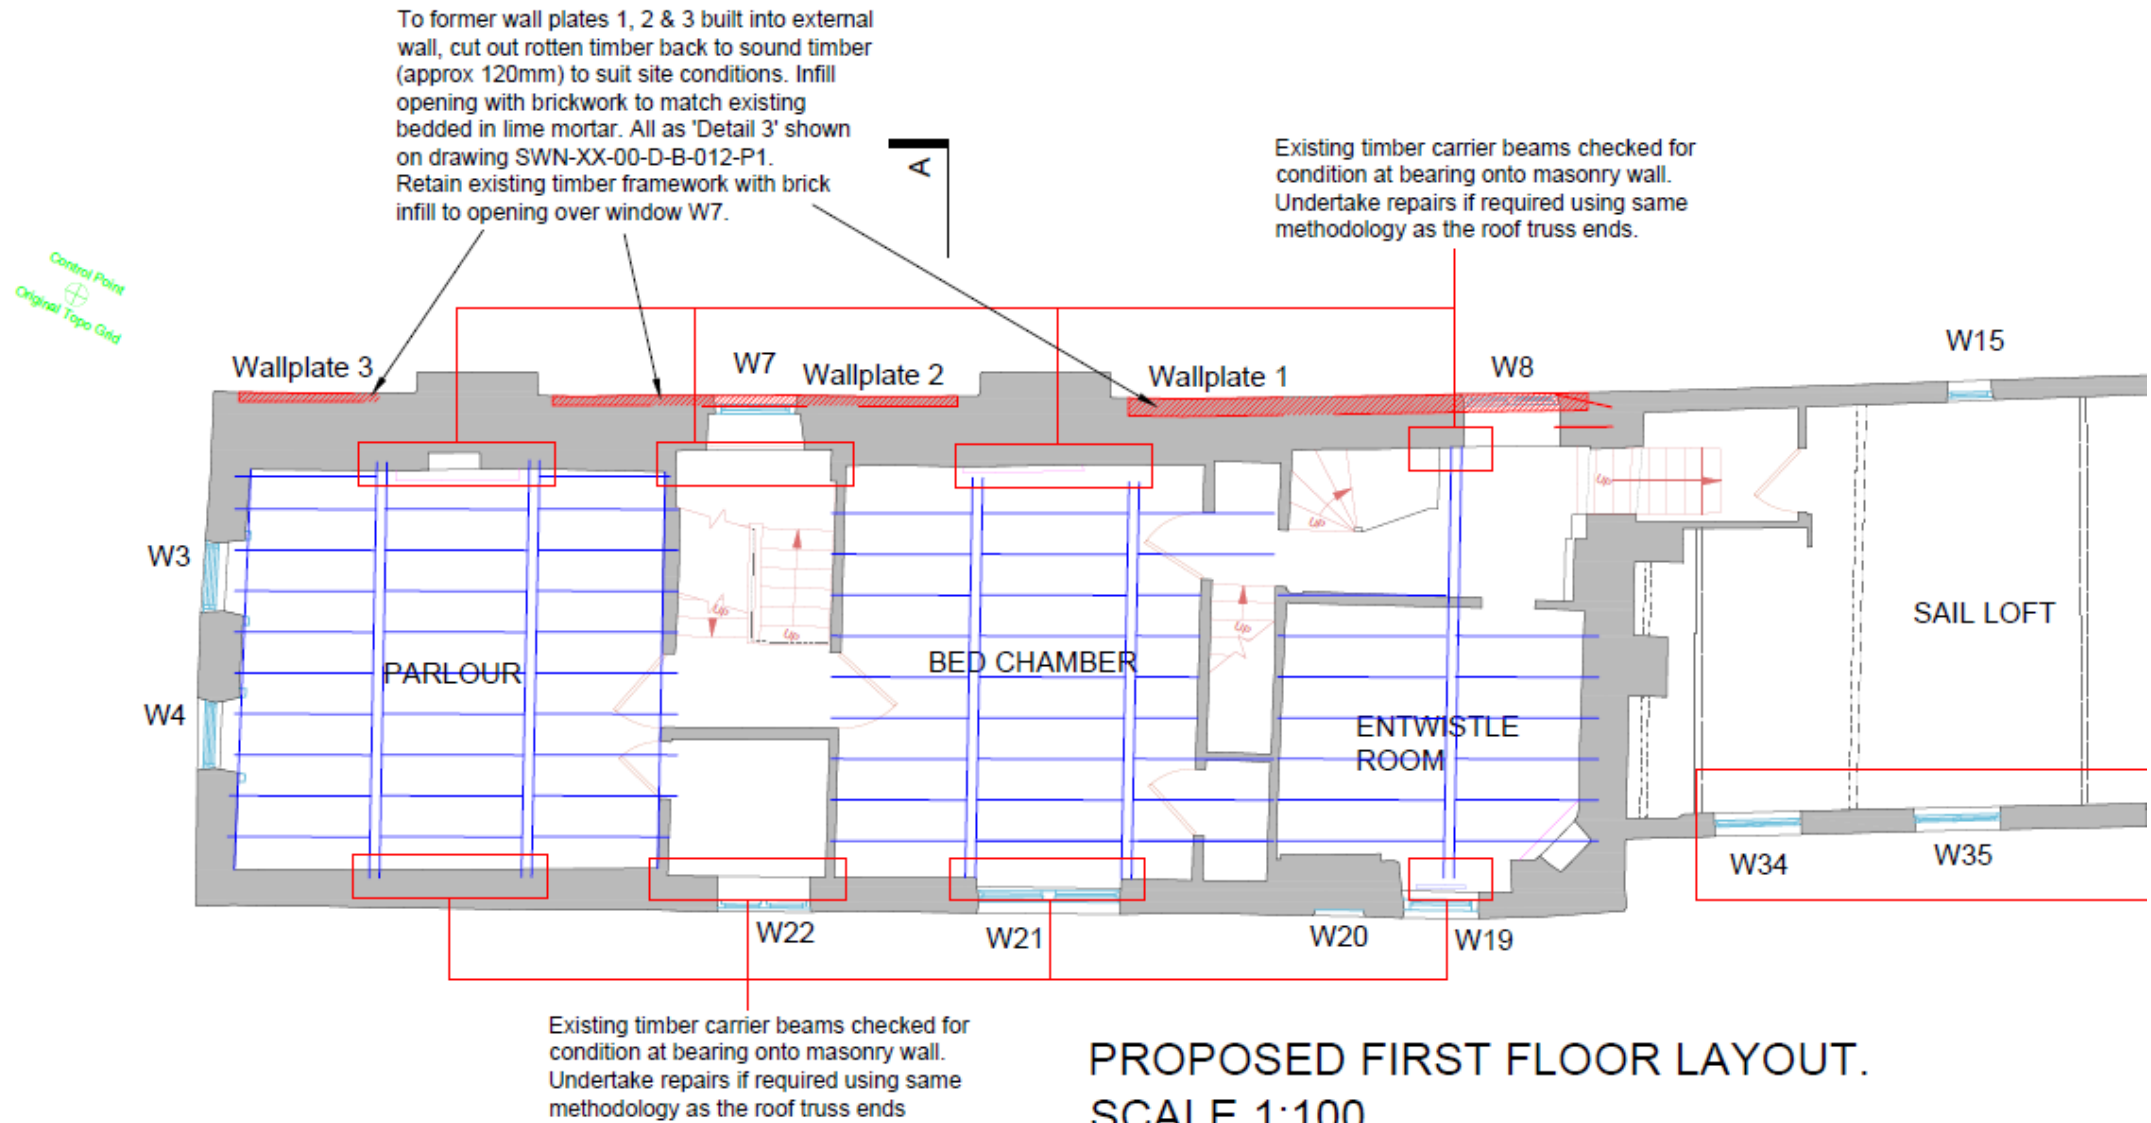 To former wall plates 1, 2 & 3 built into external
wall, cut out rotten timber back to sound timber
(approx 120mm) to suit site conditions. Infill
opening with brickwork to match existing
bedded in lime mortar. All as 'Detail 3' shown
on drawing SWN-XX-00-D-B-012-P1.
Retain existing timber framework with brick
infill to opening over window W7.
A
Existing timber carrier beams checked for
condition at bearing onto masonry wall.
Undertake repairs if required using same
methodology as the roof truss ends.
Control Point
Original Topo Grid
Wallplate 3
W7
Wallplate 2
Wallplate 1
W8
W15
W3
W4
PARLOUR
Up
Up
BED CHAMBER
Up
Up
Up
ENTWISTLE
ROOM
SAIL LOFT
W22
W21
W20
W19
W34
W35
Existing timber carrier beams checked for
condition at bearing onto masonry wall.
Undertake repairs if required using same
methodology as the roof truss ends
PROPOSED FIRST FLOOR LAYOUT.
SCALE 1:100